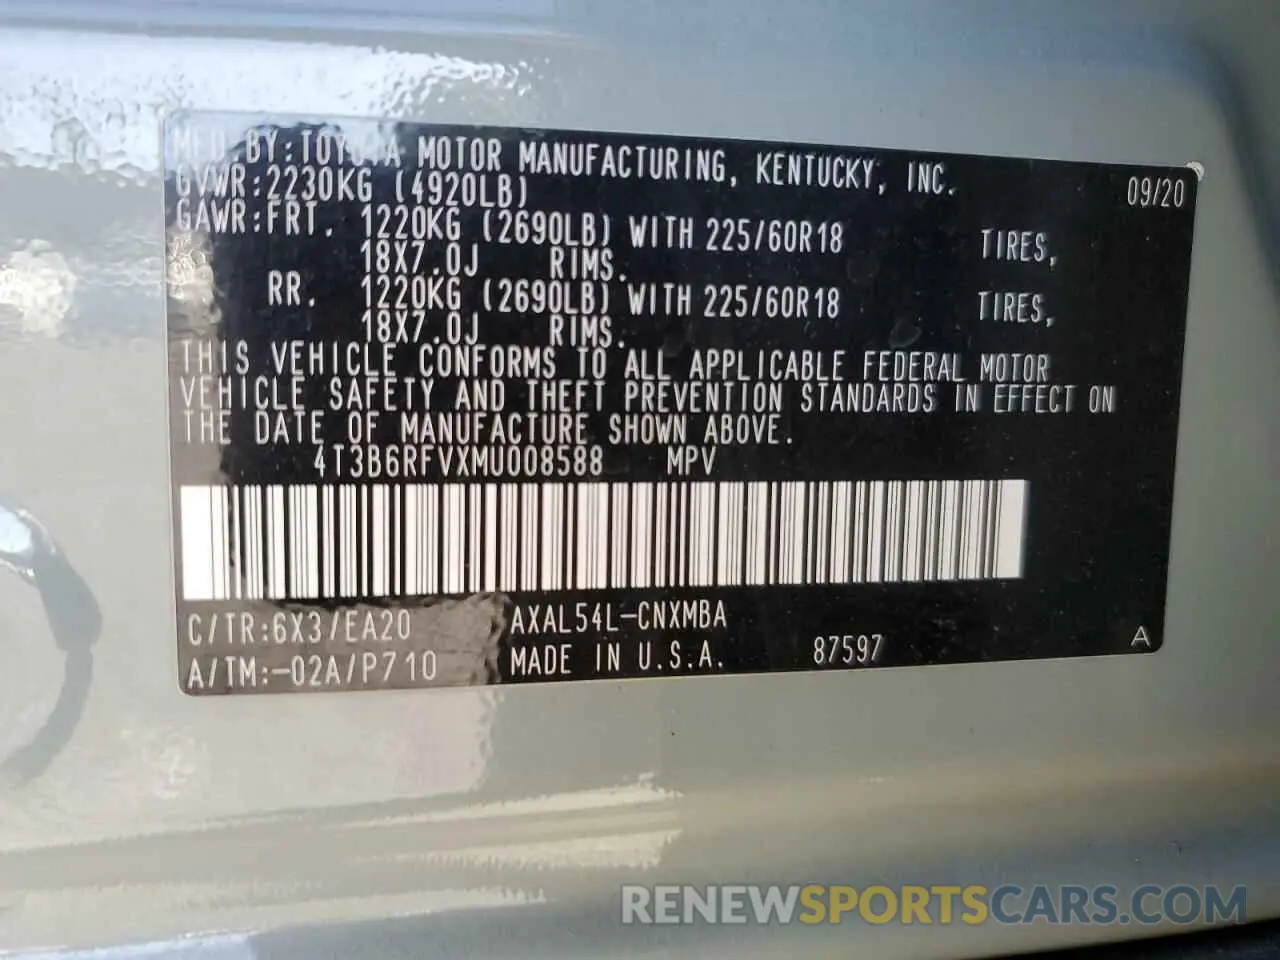 MFD.BY:TOYOTA MOTOR MANUFACTURING, KENTUCKY, INC. 09/20
GVWR:2230KG (4920LB)
GAWR:FRT. 1220KG (2690LB) WITH 225/60R18 TIRES,
18X7.0J RIMS.
RR. 1220KG (2690LB) WITH 225/60R18 TIRES,
18X7.0J RIMS.
THIS VEHICLE CONFORMS TO ALL APPLICABLE FEDERAL MOTOR
VEHICLE SAFETY AND THEFT PREVENTION STANDARDS IN EFFECT ON
THE DATE OF MANUFACTURE SHOWN ABOVE.
4T3B6RFVXMU008588 MPV
C/TR:6X3/EA20 AXAL54L-CNXMBA
A/TM:-02A/P710 MADE IN U.S.A. 87597 A
RENEWSPORTSCARS.COM